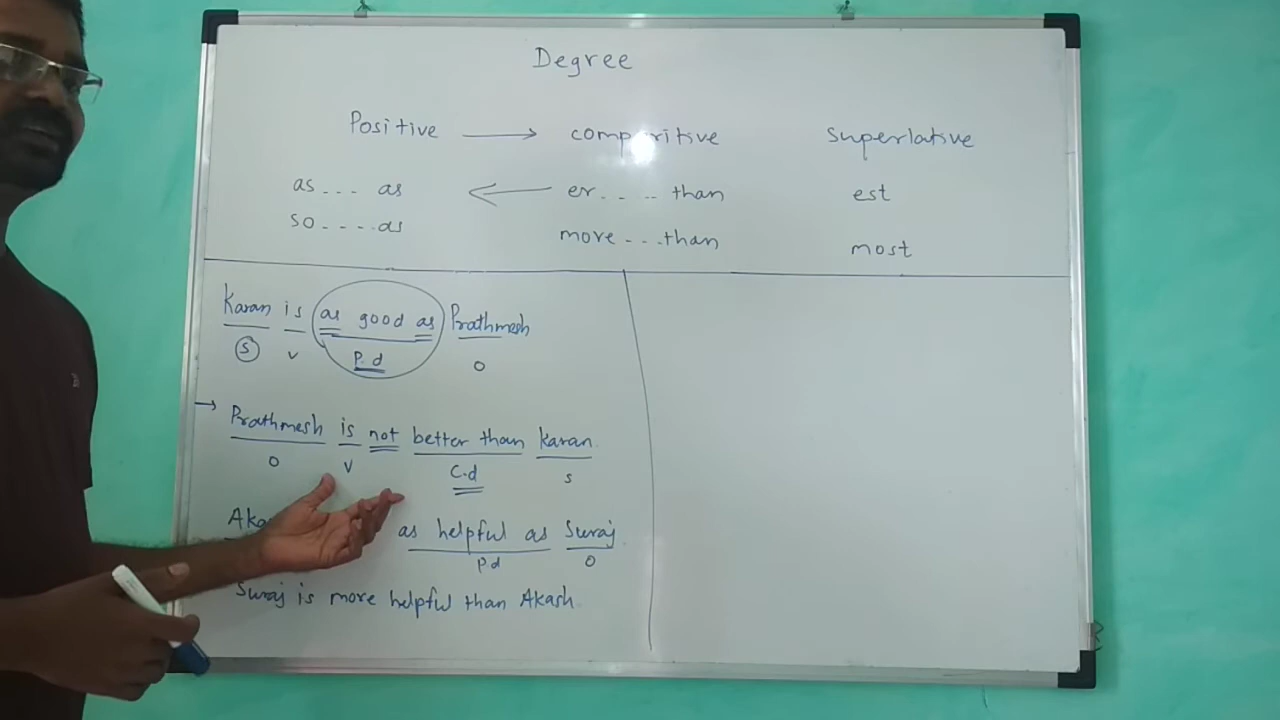 Degree
Positive → comparitive superlative
as... as ← er.... than est
so....as more...than most
Karan is as good as Prathmesh
S v P.d o
→ Prathmesh is not better than Karan.
o v C.d s
as helpful as Suraj.
P.d o
Suraj is more helpful than Akash.